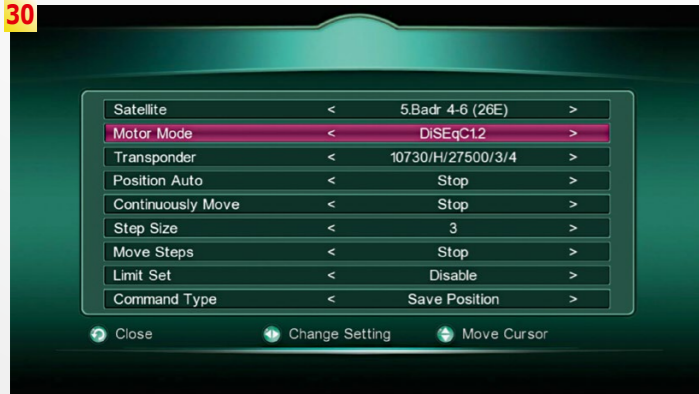 30
Satellite < 5.Badr 4-6 (26E) >
Motor Mode < DiSEqC1.2 >
Transponder < 10730/H/27500/3/4 >
Position Auto < Stop >
Continuously Move < Stop >
Step Size < 3 >
Move Steps < Stop >
Limit Set < Disable >
Command Type < Save Position >
Close Change Setting Move Cursor